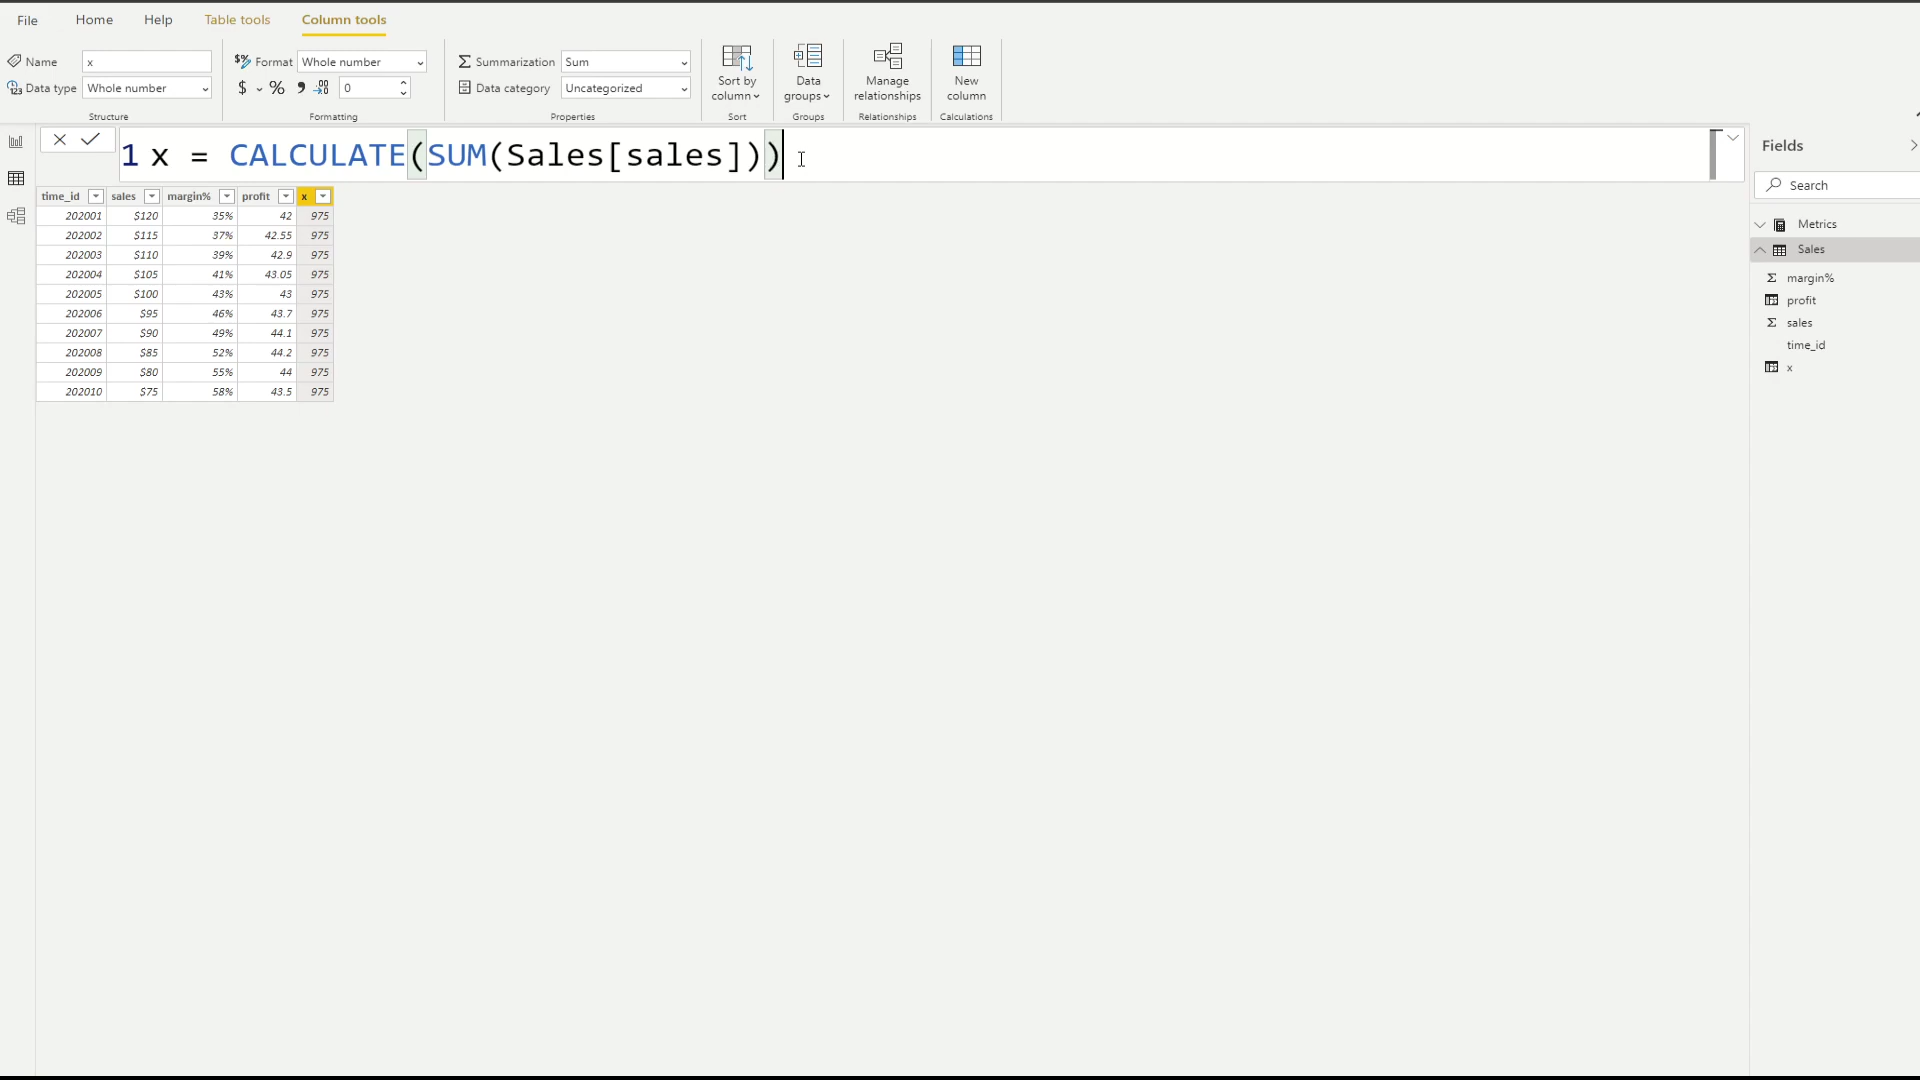 File Home Help Table tools Column tools
Name x $% Format Whole number Σ Summarization Sum
Data type Whole number $ % 9 .00 0 Data category Uncategorized
Sort by column
Data groups
Manage relationships
New column
Structure Formatting Properties Sort Groups Relationships Calculations
1 x = CALCULATE(SUM(Sales[sales]))
time_id sales margin% profit x
202001 $120 35% 42 975
202002 $115 37% 42.55 975
202003 $110 39% 42.9 975
202004 $105 41% 43.05 975
202005 $100 43% 43 975
202006 $95 46% 43.7 975
202007 $90 49% 44.1 975
202008 $85 52% 44.2 975
202009 $80 55% 44 975
202010 $75 58% 43.5 975
Fields
Search
Metrics
Sales
Σ margin%
profit
Σ sales
time_id
x